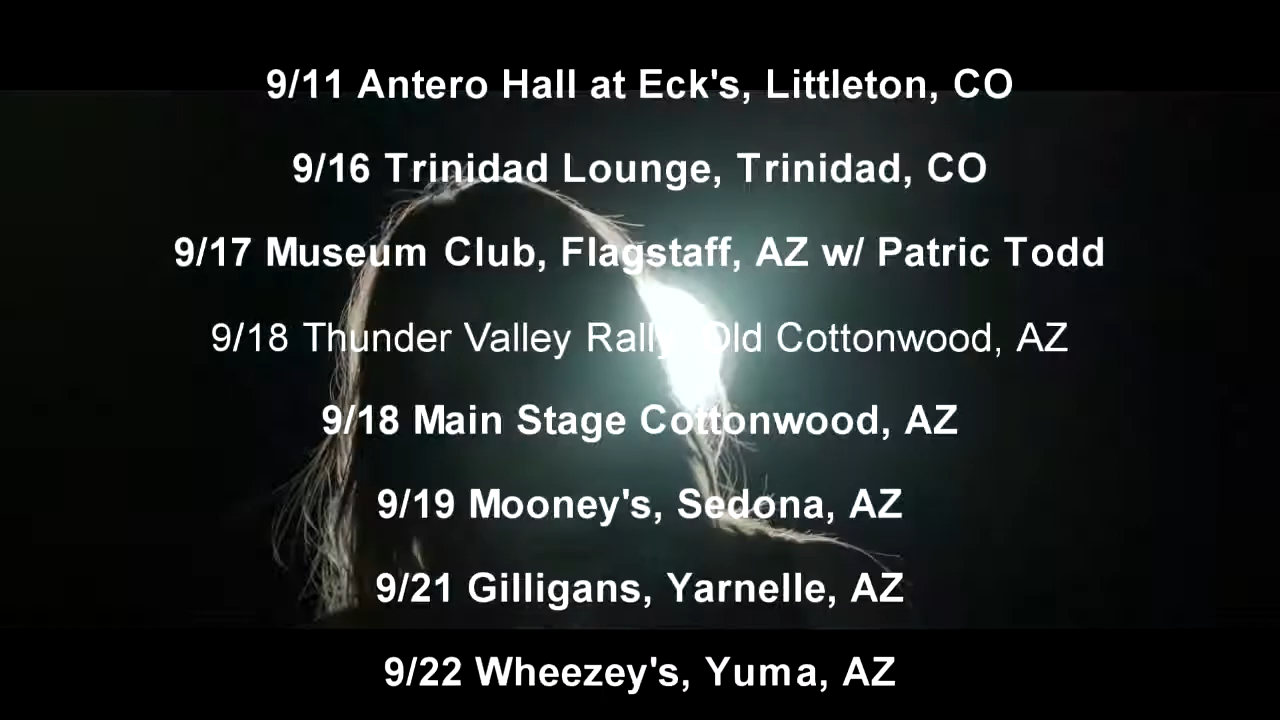 9/11 Antero Hall at Eck's, Littleton, CO
9/16 Trinidad Lounge, Trinidad, CO
9/17 Museum Club, Flagstaff, AZ w/ Patric Todd
9/18 Thunder Valley Rally, Old Cottonwood, AZ
9/18 Main Stage Cottonwood, AZ
9/19 Mooney's, Sedona, AZ
9/21 Gilligans, Yarnelle, AZ
9/22 Wheezey's, Yuma, AZ